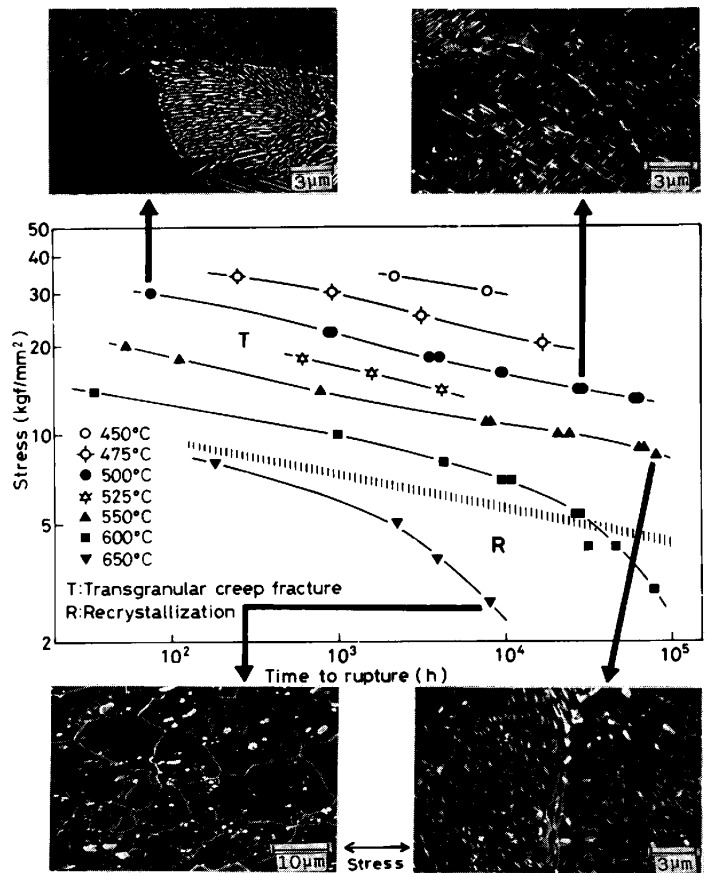 3μm
3μm
50
40
30
20
10
5
2
Stress (kgf/mm²)
T
R
450°C
475°C
500°C
525°C
550°C
600°C
650°C
T:Transgranular creep fracture
R:Recrystallization
10² 10³ 10⁴ 10⁵
Time to rupture (h)
10μm
Stress
3μm